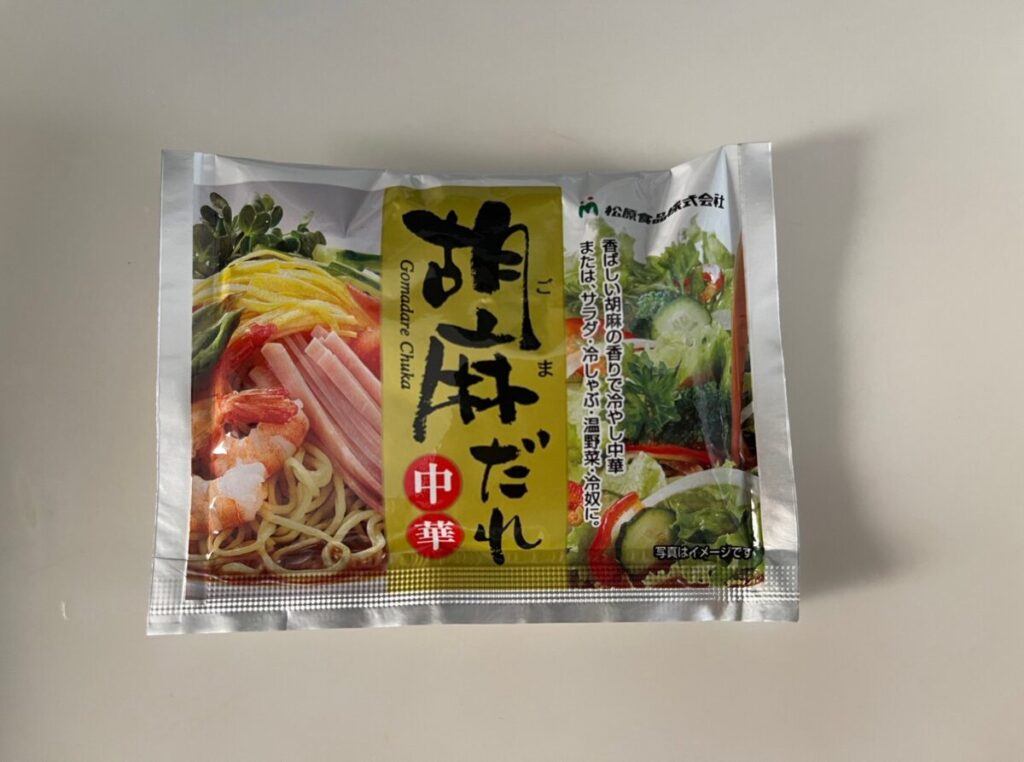 松原食品株式会社
香ばしい胡麻の香りで冷やし中華
または、サラダ・冷しゃぶ・温野菜・冷奴に。
ごま
胡麻だれ
中華
Gomadare Chuka
写真はイメージです